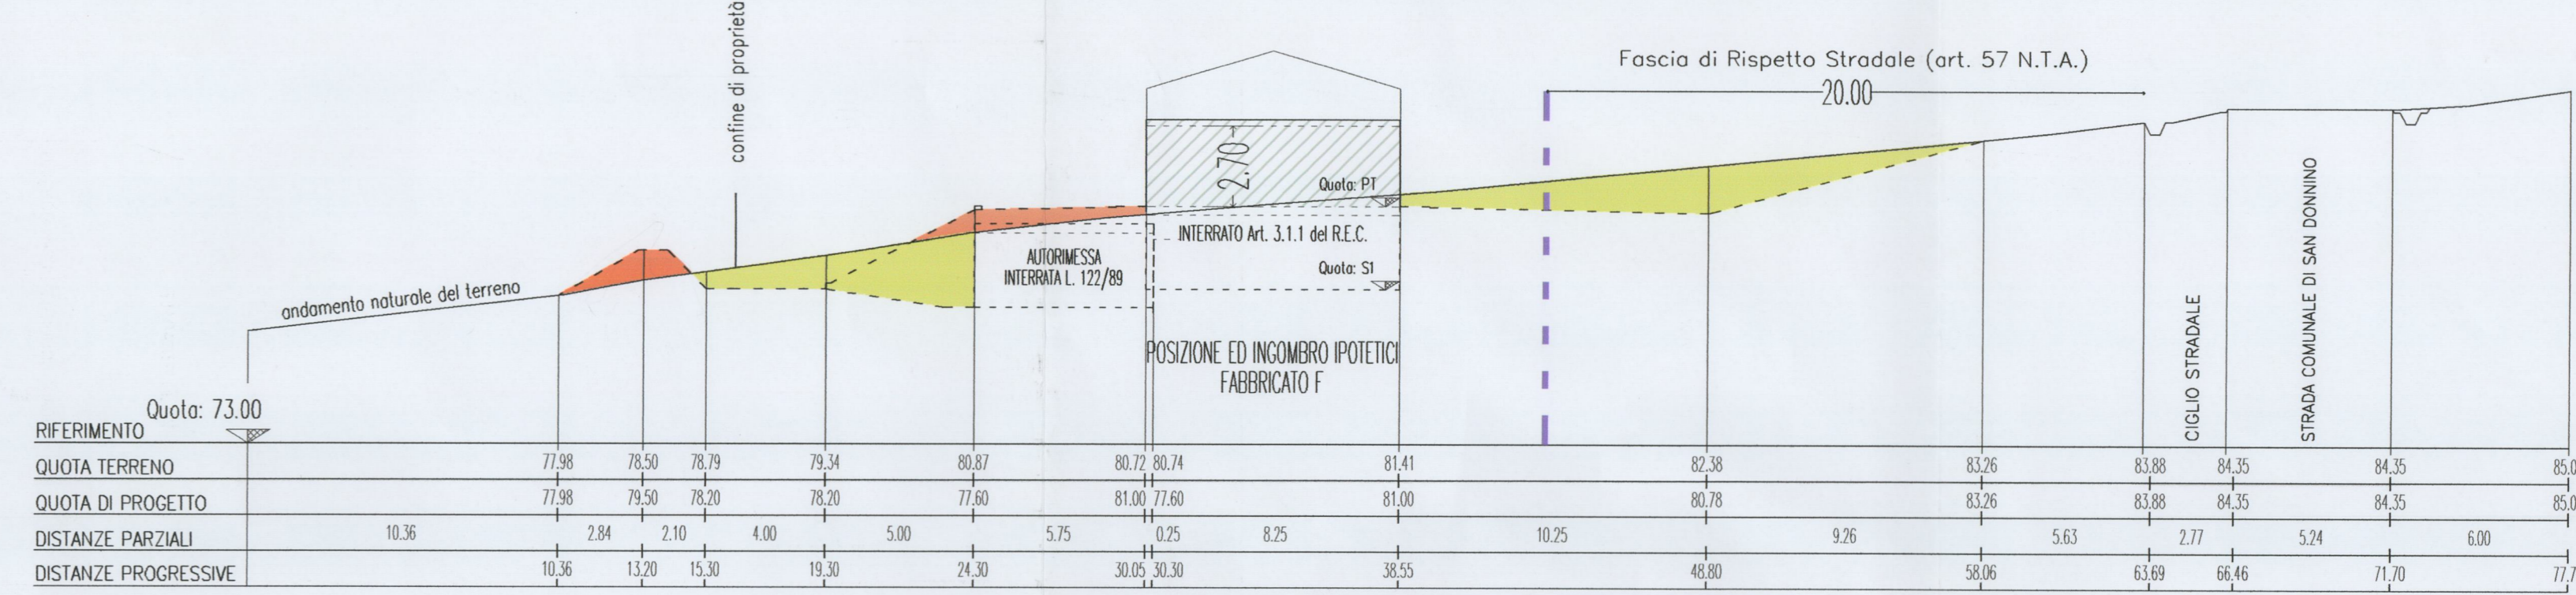 confine di proprietà
Fascia di Rispetto Stradale (art. 57 N.T.A.)
20.00
2.70
Quota: PT
INTERRATO Art. 3.1.1 del R.E.C.
AUTORIMESSA
INTERRATA L. 122/89
Quota: S1
andamento naturale del terreno
POSIZIONE ED INGOMBRO IPOTETICI
FABBRICATO F
CIGLIO STRADALE
STRADA COMUNALE DI SAN DONNINO
Quota: 73.00
RIFERIMENTO
QUOTA TERRENO 77.98 78.50 78.79 79.34 80.87 80.72 80.74 81.41 82.38 83.26 83.88 84.35 84.35 85.0
QUOTA DI PROGETTO 77.98 79.50 78.20 78.20 77.60 81.00 77.60 81.00 80.78 83.26 83.88 84.35 84.35 85.0
DISTANZE PARZIALI 10.36 2.84 2.10 4.00 5.00 5.75 0.25 8.25 10.25 9.26 5.63 2.77 5.24 6.00
DISTANZE PROGRESSIVE 10.36 13.20 15.30 19.30 24.30 30.05 30.30 38.55 48.80 58.06 63.69 66.46 71.70 77.7